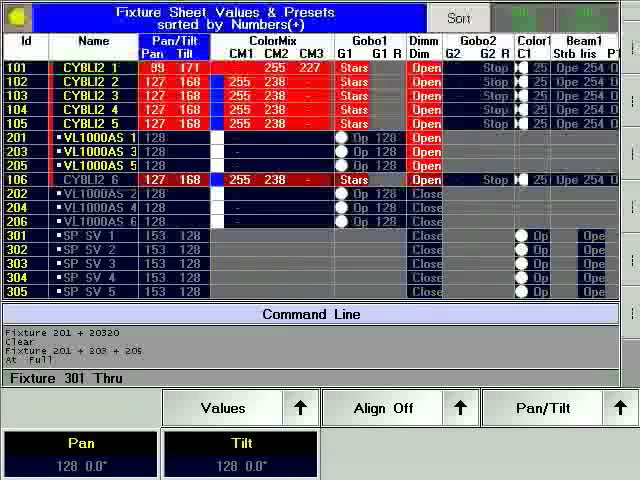 Fixture Sheet Values & Presets
sorted by Numbers(+)
Sort
Id Name Pan/Tilt ColorMix Gobo1 Dimm Gobo2 Color1 Beam1
Pan Tilt CM1 CM2 CM3 G1 G1 R Dim G2 G2 R C1 Strb Iris P1
101 CYBLI2 1 99 171 - 255 227 Stars Open - Stop 25 Ope 254 O
102 CYBLI2 2 127 168 255 238 - Stars Open - Stop 25 Ope 254 O
103 CYBLI2 3 127 168 255 238 - Stars Open - Stop 25 Ope 254 O
104 CYBLI2 4 127 168 255 238 - Stars Open - Stop 25 Ope 254 O
105 CYBLI2 5 127 168 255 238 - Stars Open - Stop 25 Ope 254 O
201 VL1000AS 1 128 - Op 128 Open
203 VL1000AS 3 128 - Op 128 Open
205 VL1000AS 5 128 - Op 128 Open
106 CYBLI2 6 127 168 255 238 - Stars Open - Stop 25 Ope 254 O
202 VL1000AS 2 128 - Op 128 Close
204 VL1000AS 4 128 - Op 128 Close
206 VL1000AS 6 128 - Op 128 Close
301 SP SV 1 153 128 Close Op Ope
302 SP SV 2 153 128 Close Op Ope
303 SP SV 3 153 128 Close Op Ope
304 SP SV 4 153 128 Close Op Ope
305 SP SV 5 153 128 Close Op Ope
Command Line
Fixture 201 + 20320
Clear
Fixture 201 + 203 + 205
At Full
Fixture 301 Thru
Values Align Off Pan/Tilt
Pan Tilt
128 0.0° 128 0.0°